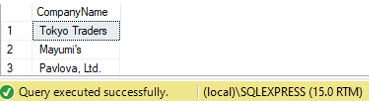 CompanyName
1 Tokyo Traders
2 Mayumi's
3 Pavlova, Ltd.
Query executed successfully. (local)\SQLEXPRESS (15.0 RTM)